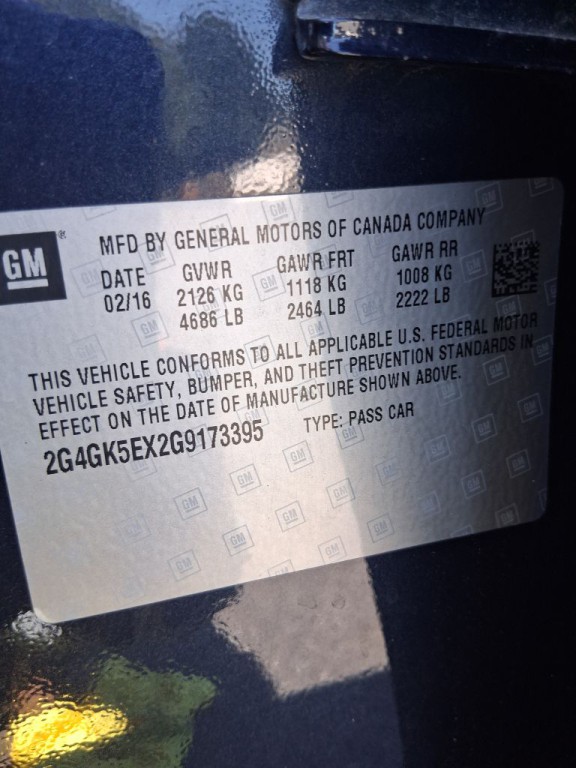 GM®
MFD BY GENERAL MOTORS OF CANADA COMPANY
DATE GVWR GAWR FRT GAWR RR
02/16 2126 KG 1118 KG 1008 KG
4686 LB 2464 LB 2222 LB
THIS VEHICLE CONFORMS TO ALL APPLICABLE U.S. FEDERAL MOTOR
VEHICLE SAFETY, BUMPER, AND THEFT PREVENTION STANDARDS IN
EFFECT ON THE DATE OF MANUFACTURE SHOWN ABOVE.
2G4GK5EX2G9173395 TYPE: PASS CAR